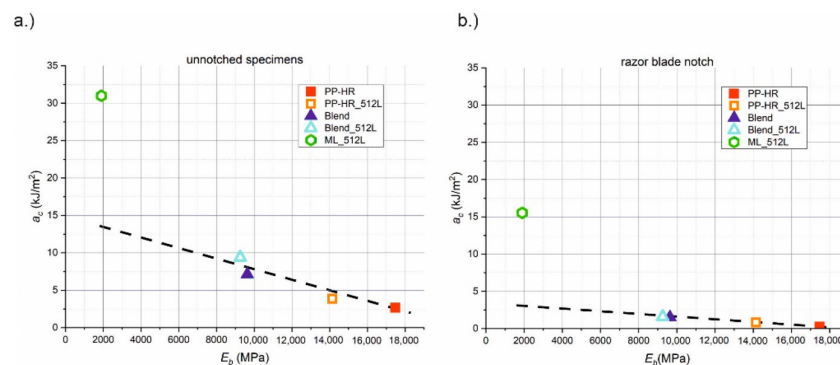 a.)
unnotched specimens
35
30
25
20
15
10
5
0
a_c (kJ/m²)
PP-HR
PP-HR_512L
Blend
Blend_512L
ML_512L
0 2000 4000 6000 8000 10,000 12,000 14,000 16,000 18,000
E_b (MPa)
b.)
razor blade notch
35
30
25
20
15
10
5
0
a_c (kJ/m²)
PP-HR
PP-HR_512L
Blend
Blend_512L
ML_512L
0 2000 4000 6000 8000 10,000 12,000 14,000 16,000 18,000
E_b(MPa)